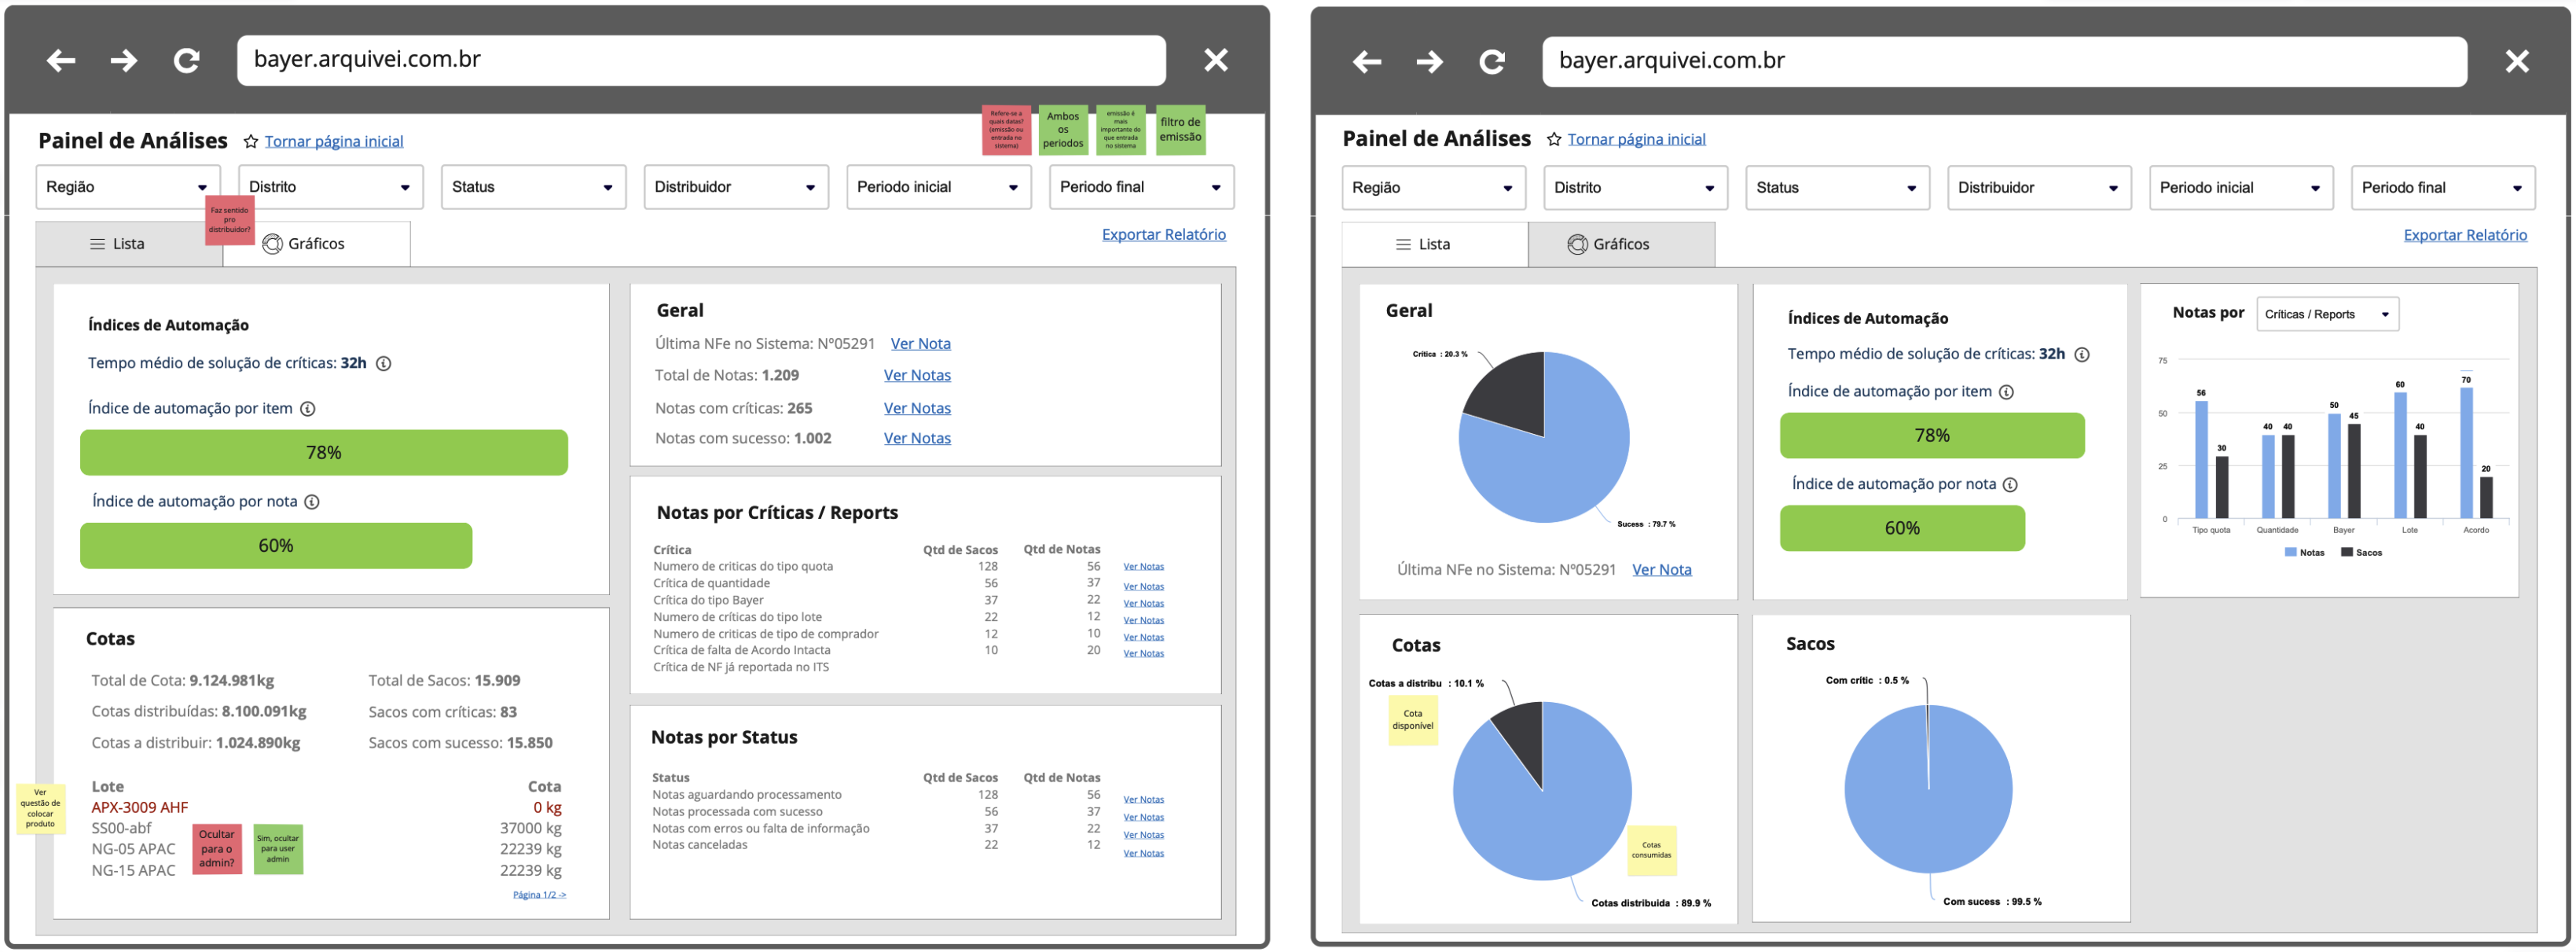 bayer.arquivei.com.br
Painel de Análises
Tornar página inicial
Refere-se a
quais datas?
(emissão ou
entrada no
sistema)
Ambos
os
periodos
emissão é
mais
importante do
que entrada
no sistema
filtro de
emissão
Região
Distrito
Status
Distribuidor
Periodo inicial
Periodo final
Faz sentido
pro
distribuidor?
Lista
Gráficos
Exportar Relatório
Índices de Automação
Tempo médio de solução de críticas: 32h
Índice de automação por item
78%
Índice de automação por nota
60%
Geral
Última NFe no Sistema: Nº05291 Ver Nota
Total de Notas: 1.209 Ver Notas
Notas com críticas: 265 Ver Notas
Notas com sucesso: 1.002 Ver Notas
Notas por Críticas / Reports
Crítica Qtd de Sacos Qtd de Notas
Numero de criticas do tipo quota 128 56 Ver Notas
Crítica de quantidade 56 37 Ver Notas
Crítica do tipo Bayer 37 22 Ver Notas
Numero de críticas do tipo lote 22 12 Ver Notas
Numero de criticas de tipo de comprador 12 10 Ver Notas
Crítica de falta de Acordo Intacta 10 20 Ver Notas
Crítica de NF já reportada no ITS
Cotas
Total de Cota: 9.124.981kg Total de Sacos: 15.909
Cotas distribuídas: 8.100.091kg Sacos com críticas: 83
Cotas a distribuir: 1.024.890kg Sacos com sucesso: 15.850
Lote Cota
APX-3009 AHF 0 kg
SS00-abf 37000 kg
NG-05 APAC 22239 kg
NG-15 APAC 22239 kg
Página 1/2 ->
Ver
questão de
colocar
produto
Ocultar
para o
admin?
Sim, ocultar
para user
admin
Notas por Status
Status Qtd de Sacos Qtd de Notas
Notas aguardando processamento 128 56 Ver Notas
Notas processada com sucesso 56 37 Ver Notas
Notas com erros ou falta de informação 37 22 Ver Notas
Notas canceladas 22 12 Ver Notas
bayer.arquivei.com.br
Painel de Análises
Tornar página inicial
Região
Distrito
Status
Distribuidor
Periodo inicial
Periodo final
Lista
Gráficos
Exportar Relatório
Geral
Crítica : 20.3 %
Sucess : 79.7 %
Última NFe no Sistema: Nº05291 Ver Nota
Índices de Automação
Tempo médio de solução de críticas: 32h
Índice de automação por item
78%
Índice de automação por nota
60%
Notas por
Críticas / Reports
75
50
25
0
56 30
40 40
50 45
60 40
70 20
Tipo quota Quantidade Bayer Lote Acordo
Notas Sacos
Cotas
Cotas a distribu : 10.1 %
Cota
disponível
Cotas
consumidas
Cotas distribuida : 89.9 %
Sacos
Com crític : 0.5 %
Com sucess : 99.5 %